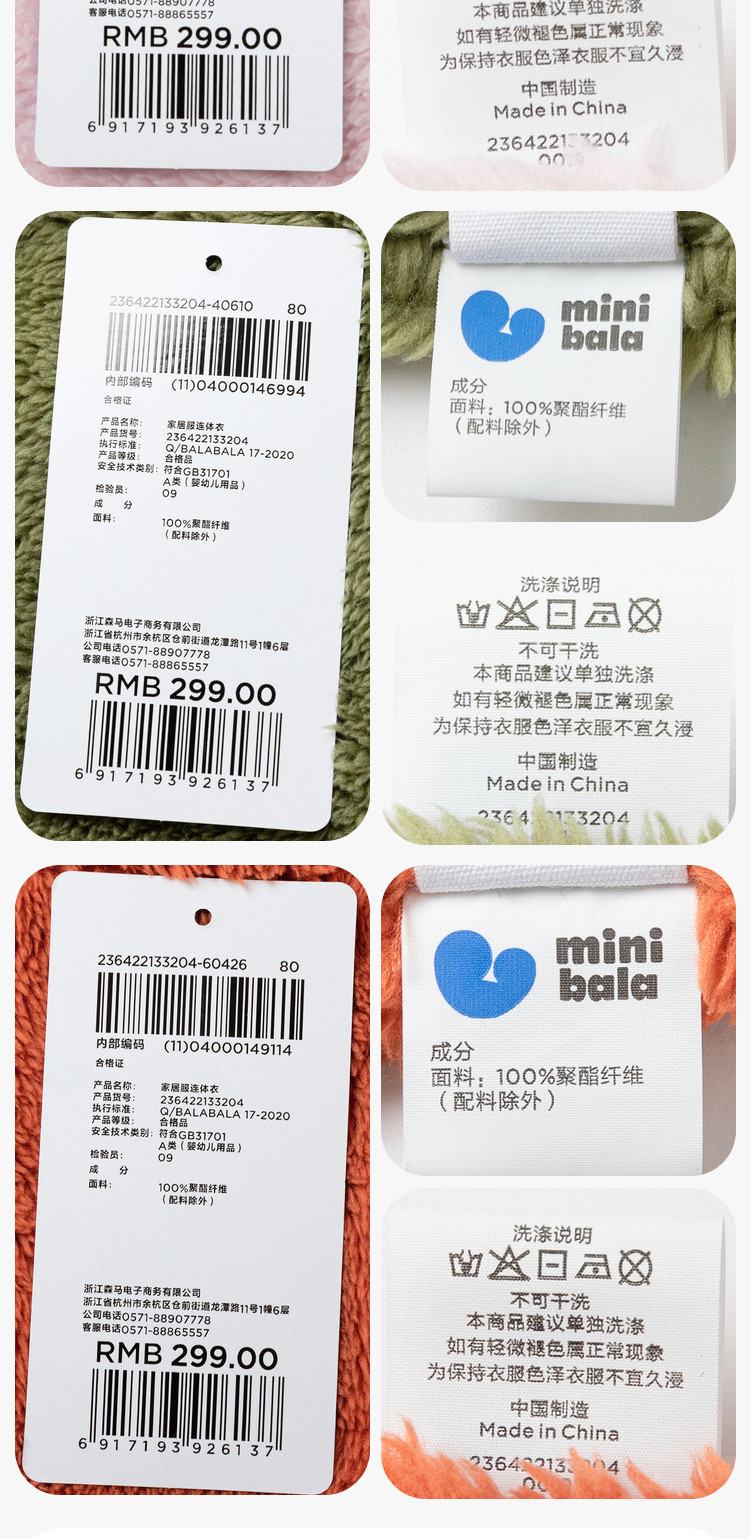 客服电话0571-88865557
RMB 299.00
6 917193 926137
本商品建议单独洗涤
如有轻微褪色属正常现象
为保持衣服色泽衣服不宜久浸
中国制造
Made in China
236422133204
236422133204-40610 80
内部编码 (11)04000146994
合格证
产品名称: 家居服连体衣
产品货号: 236422133204
执行标准: Q/BALABALA 17-2020
产品等级: 合格品
安全技术类别: 符合GB31701
A类(婴幼儿用品)
检验员: 09
成 分
面料: 100%聚酯纤维
(配料除外)
浙江森马电子商务有限公司
浙江省杭州市余杭区仓前街道龙潭路11号1幢6层
公司电话0571-88907778
客服电话0571-88865557
RMB 299.00
6 917193 926137
mini
bala
成分
面料: 100%聚酯纤维
(配料除外)
洗涤说明
不可干洗
本商品建议单独洗涤
如有轻微褪色属正常现象
为保持衣服色泽衣服不宜久浸
中国制造
Made in China
236422133204
236422133204-60426 80
内部编码 (11)04000149114
合格证
产品名称: 家居服连体衣
产品货号: 236422133204
执行标准: Q/BALABALA 17-2020
产品等级: 合格品
安全技术类别: 符合GB31701
A类(婴幼儿用品)
检验员: 09
成 分
面料: 100%聚酯纤维
(配料除外)
浙江森马电子商务有限公司
浙江省杭州市余杭区仓前街道龙潭路11号1幢6层
公司电话0571-88907778
客服电话0571-88865557
RMB 299.00
6 917193 926137
mini
bala
成分
面料: 100%聚酯纤维
(配料除外)
洗涤说明
不可干洗
本商品建议单独洗涤
如有轻微褪色属正常现象
为保持衣服色泽衣服不宜久浸
中国制造
Made in China